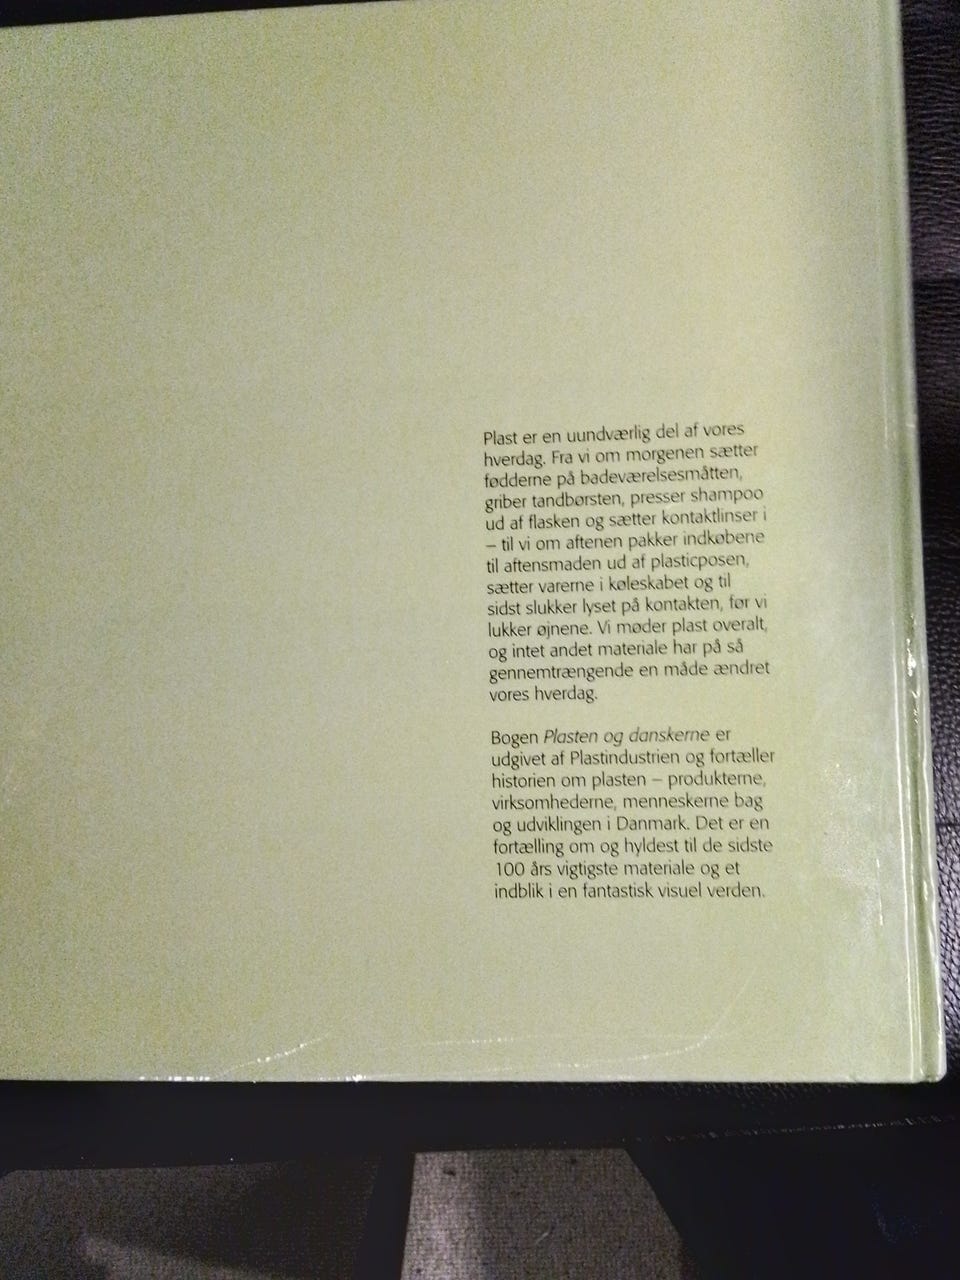 Plast er en uundværlig del af vores
hverdag. Fra vi om morgenen sætter
fødderne på badeværelsesmåtten,
griber tandbørsten, presser shampoo
ud af flasken og sætter kontaktlinser i
– til vi om aftenen pakker indkøbene
til aftensmaden ud af plasticposen,
sætter varerne i køleskabet og til
sidst slukker lyset på kontakten, før vi
lukker øjnene. Vi møder plast overalt,
og intet andet materiale har på så
gennemtrængende en måde ændret
vores hverdag.
Bogen Plasten og danskerne er
udgivet af Plastindustrien og fortæller
historien om plasten – produkterne,
virksomhederne, menneskerne bag
og udviklingen i Danmark. Det er en
fortælling om og hyldest til de sidste
100 års vigtigste materiale og et
indblik i en fantastisk visuel verden.